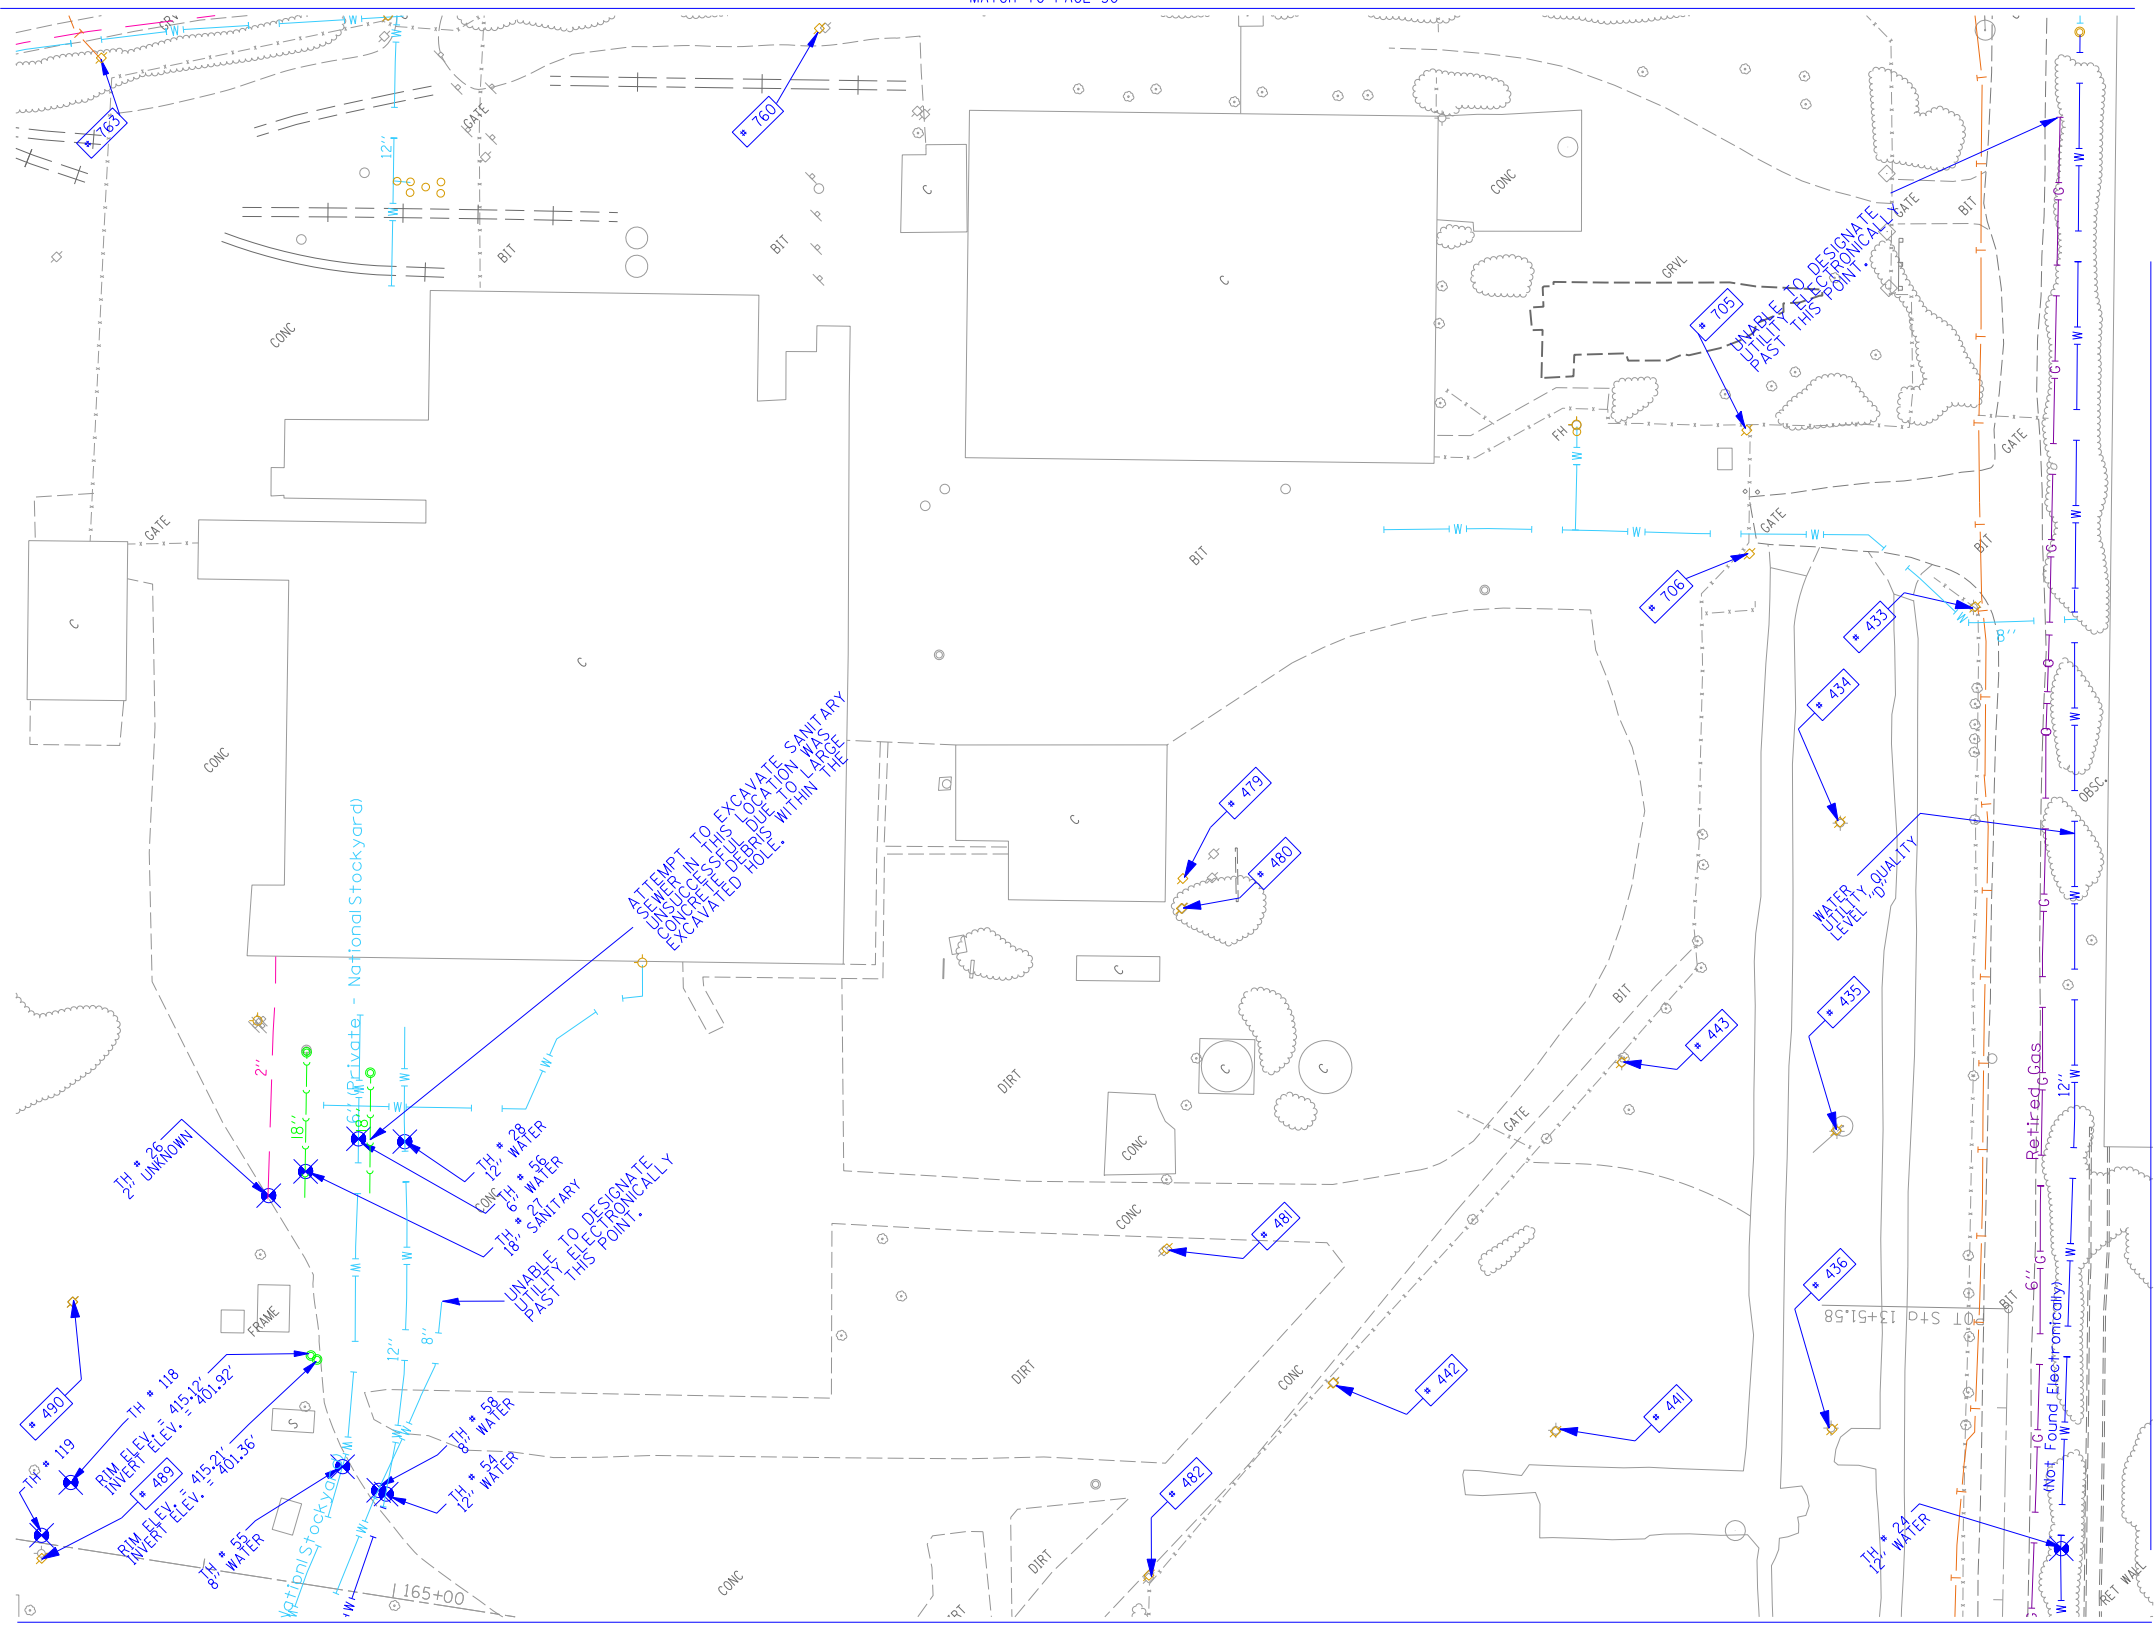 GRVL
W
W
W
# 763
# 760
GATE
12''
W
C
CONC
BIT
BIT
C
GRVL
GATE
BIT
UNABLE TO DESIGNATE
UTILITY ELECTRONICALLY
PAST THIS POINT.
# 705
CONC
FH
W
GATE
GATE
GATE
BIT
W
W
W
BIT
# 706
# 433
W
8''
C
C
# 434
CONC
ATTEMPT TO EXCAVATE SANITARY
SEWER IN THIS LOCATION WAS
UNSUCCESSFUL DUE TO LARGE
CONCRETE DEBRIS WITHIN THE
EXCAVATED HOLE.
# 479
# 480
C
OBSC.
WATER
UTILITY QUALITY
LEVEL "D"
6'' (Private - National Stockyard)
C
BIT
# 435
# 443
2''
18''
18''
W
W
W
W
DIRT
C
C
GATE
CONC
Retired Gas
12''
TH # 26
2'' UNKNOWN
TH # 28
12'' WATER
TH # 56
6'' WATER
TH # 27
18'' SANITARY
CONC
UNABLE TO DESIGNATE
UTILITY ELECTRONICALLY
PAST THIS POINT.
CONC
# 481
# 436
6''
(Not Found Electronically)
BIT
POT Sta 13+51.58
FRAME
W
W
12''
8''
# 490
TH # 118
RIM ELEV. = 415.12'
INVERT ELEV. = 401.92'
TH # 119
RIM ELEV. = 415.21'
INVERT ELEV. = 401.36'
# 489
S
DIRT
CONC
# 442
# 441
TH # 58
8'' WATER
TH # 54
12'' WATER
TH # 55
8'' WATER
# 482
TH # 24
12'' WATER
CONC
DIRT
165+00
RET WALL